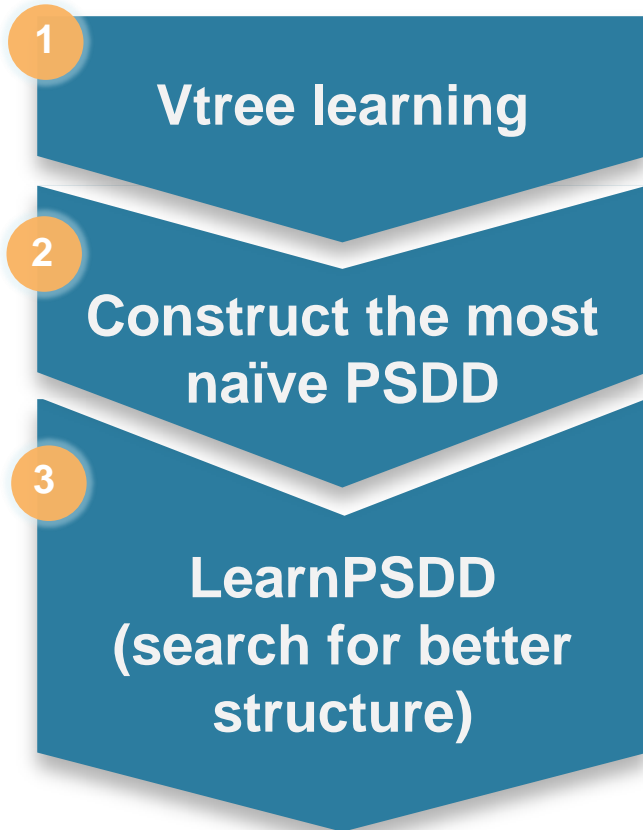 1
Vtree learning
2
Construct the most
naïve PSDD
3
LearnPSDD
(search for better
structure)